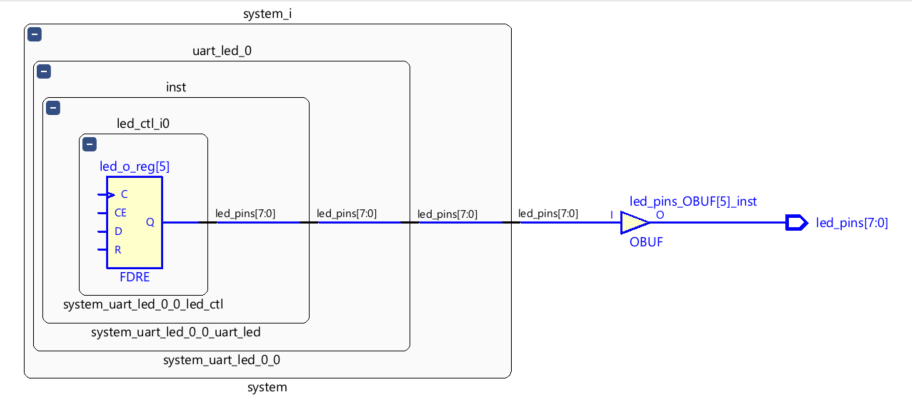 system_i
uart_led_0
inst
led_ctl_i0
led_o_reg[5]
C
CE
D
R
Q
FDRE
led_pins[7:0]
led_pins[7:0]
led_pins[7:0]
led_pins[7:0]
I
led_pins_OBUF[5]_inst
O
OBUF
led_pins[7:0]
system_uart_led_0_0_led_ctl
system_uart_led_0_0_uart_led
system_uart_led_0_0
system